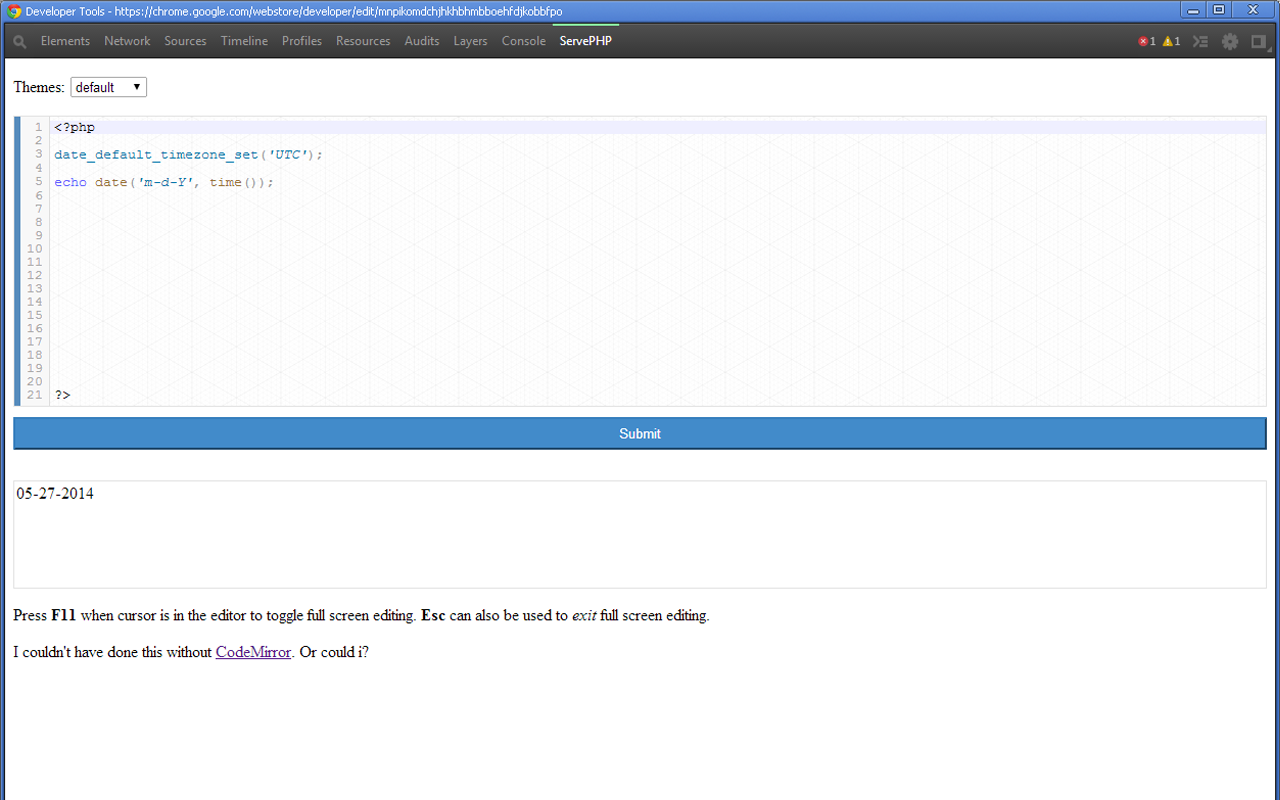 Developer Tools - https://chrome.google.com/webstore/developer/edit/mnpikomdchjhkhbhmbboehfdjkobbfpo
Elements Network Sources Timeline Profiles Resources Audits Layers Console ServePHP 1 1
Themes: default
1 <?php
2
3 date_default_timezone_set('UTC');
4
5 echo date('m-d-Y', time());
6
7
8
9
10
11
12
13
14
15
16
17
18
19
20
21 ?>
Submit
05-27-2014
Press F11 when cursor is in the editor to toggle full screen editing. Esc can also be used to exit full screen editing.
I couldn't have done this without CodeMirror. Or could i?